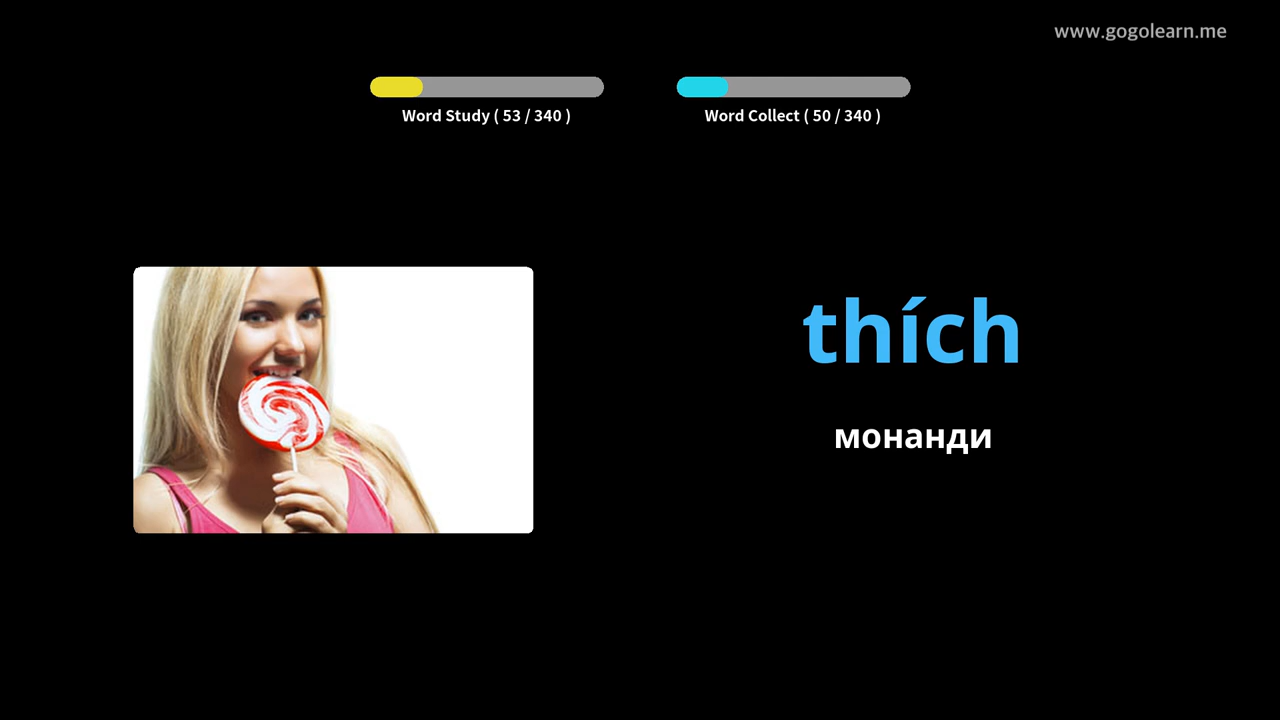 www.gogolearn.me
Word Study ( 53 / 340 )
Word Collect ( 50 / 340 )
thích
монанди